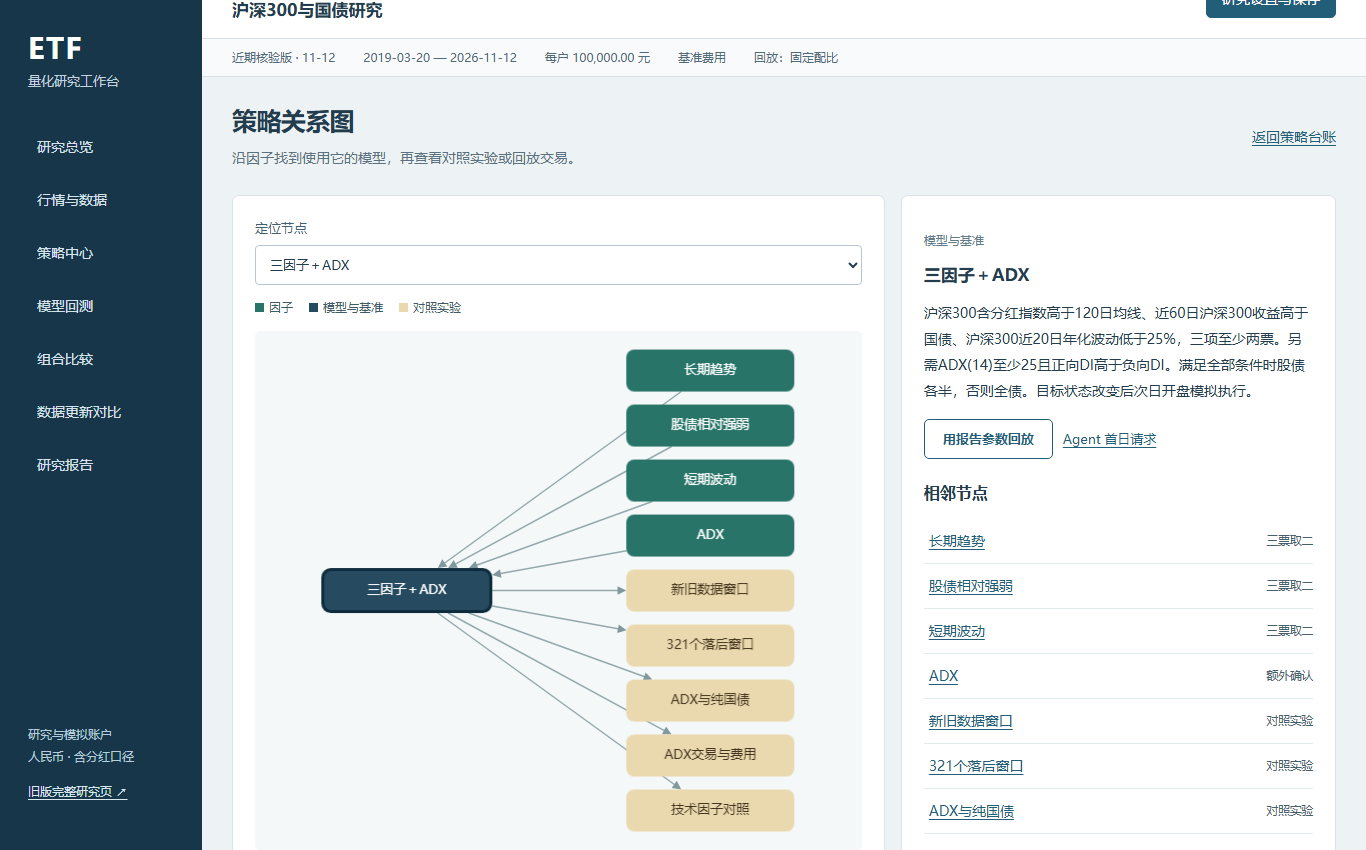 ETF
量化研究工作台
研究总览
行情与数据
策略中心
模型回测
组合比较
数据更新对比
研究报告
研究与模拟账户
人民币 · 含分红口径
旧版完整研究页 ↗
沪深300与国债研究
研究设置与保存
近期核验版 · 11-12
2019-03-20 — 2026-11-12
每户 100,000.00 元
基准费用
回放：固定配比
策略关系图
沿因子找到使用它的模型，再查看对照实验或回放交易。
返回策略台账
定位节点
三因子 + ADX
因子
模型与基准
对照实验
长期趋势
股债相对强弱
短期波动
ADX
三因子 + ADX
新旧数据窗口
321个落后窗口
ADX与纯国债
ADX交易与费用
技术因子对照
模型与基准
三因子 + ADX
沪深300含分红指数高于120日均线、近60日沪深300收益高于
国债、沪深300近20日年化波动低于25%，三项至少两票。另
需ADX(14)至少25且正向DI高于负向DI。满足全部条件时股债
各半，否则全债。目标状态改变后次日开盘模拟执行。
用报告参数回放
Agent 首日请求
相邻节点
长期趋势 三票取二
股债相对强弱 三票取二
短期波动 三票取二
ADX 额外确认
新旧数据窗口 对照实验
321个落后窗口 对照实验
ADX与纯国债 对照实验